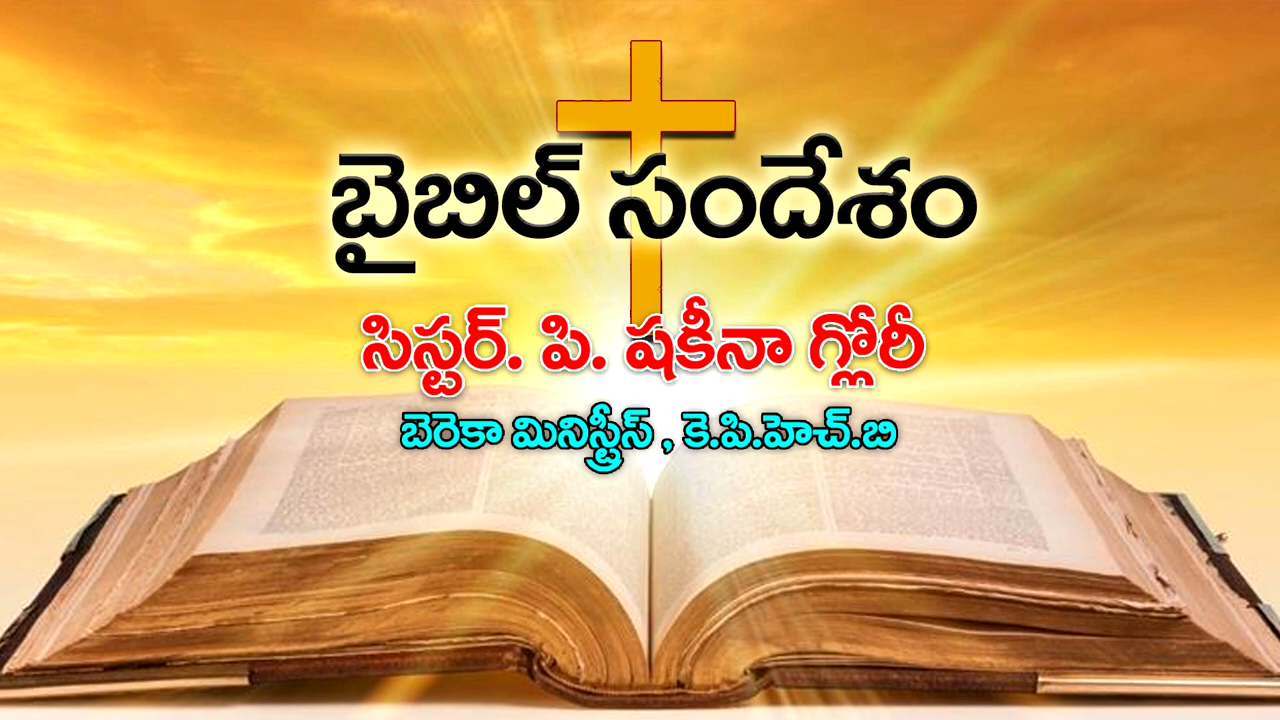 బైబిల్ సందేశం
సిస్టర్. పి. షకీనా గ్లోరీ
బెరెకా మినిస్ట్రీస్ , కె.పి.హెచ్.బి